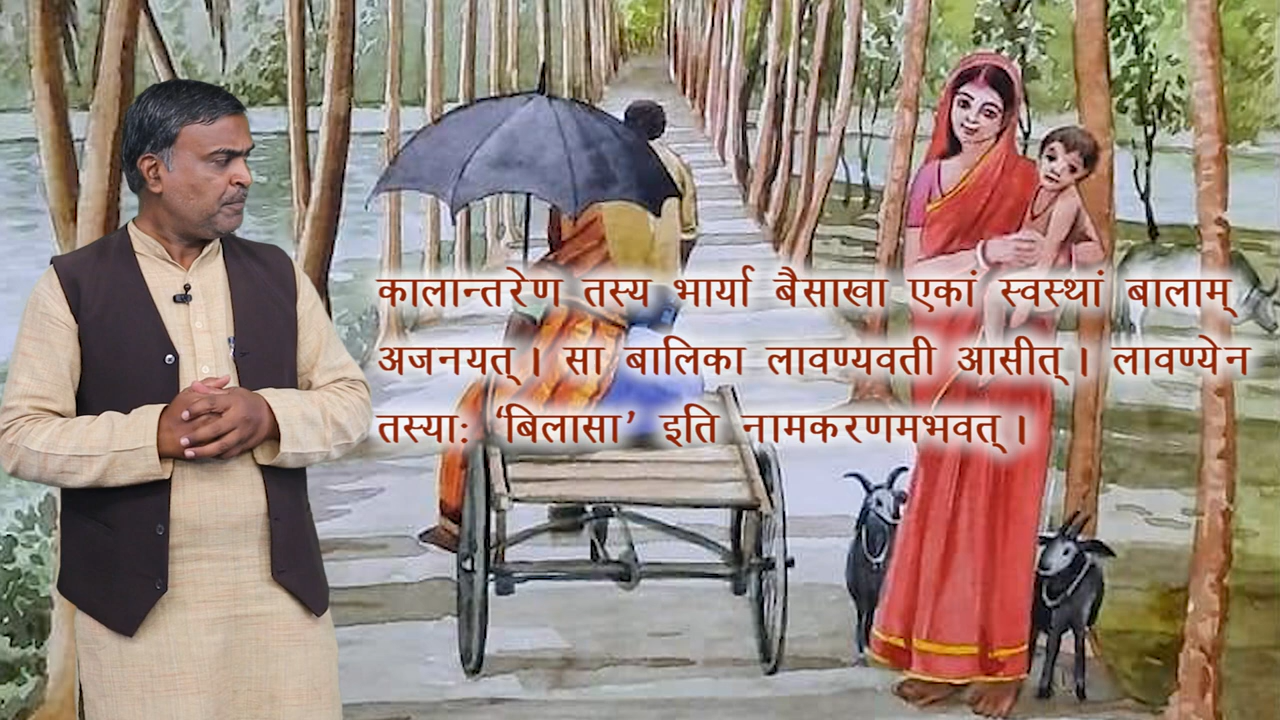 कालान्तरेण तस्य भार्या बैसाखा एकां स्वस्थां बालाम्
अजनयत् । सा बालिका लावण्यवती आसीत् । लावण्येन
तस्याः ‘बिलासा’ इति नामकरणमभवत् ।